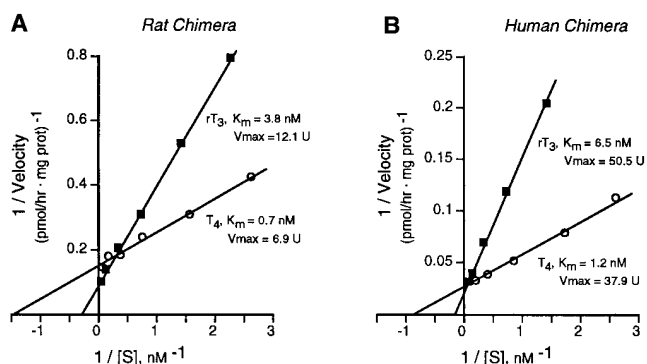 A
Rat Chimera
1 / Velocity
(pmol/hr · mg prot) -1
0.8
0.6
0.4
0.2
rT3, Km = 3.8 nM
Vmax =12.1 U
T4, Km = 0.7 nM
Vmax = 6.9 U
-1 0 1 2 3
1 / [S], nM -1
B
Human Chimera
1 / Velocity
(pmol/hr · mg prot) -1
0.25
0.2
0.15
0.1
0.05
rT3, Km = 6.5 nM
Vmax = 50.5 U
T4, Km = 1.2 nM
Vmax = 37.9 U
-1 0 1 2 3
1 / [S], nM -1